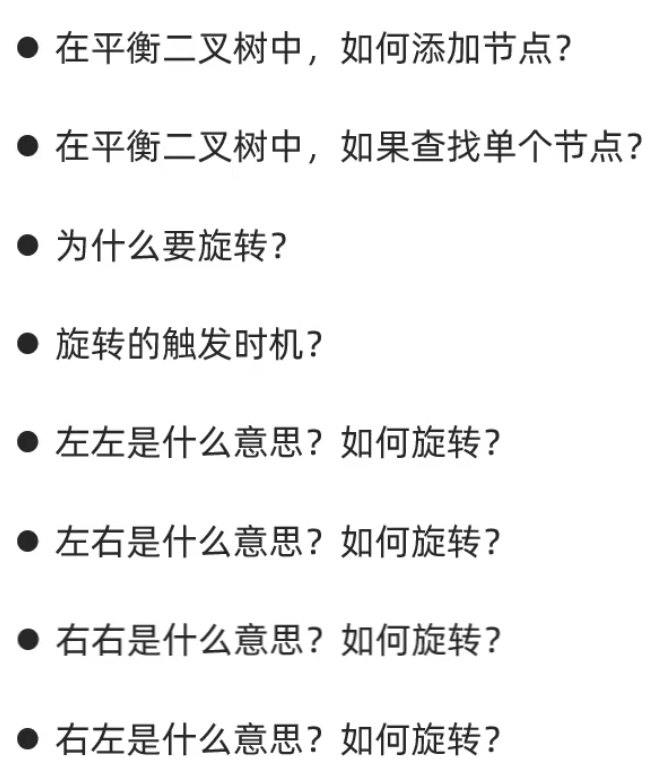 ● 在平衡二叉树中，如何添加节点？
● 在平衡二叉树中，如果查找单个节点？
● 为什么要旋转？
● 旋转的触发时机？
● 左左是什么意思？如何旋转？
● 左右是什么意思？如何旋转？
● 右右是什么意思？如何旋转？
● 右左是什么意思？如何旋转？